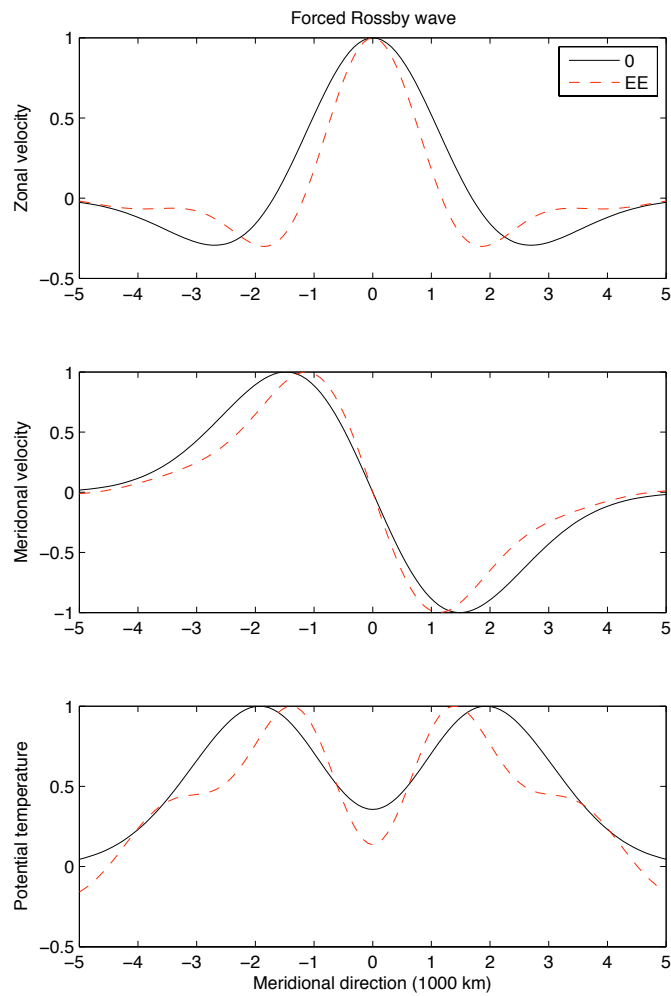 Forced Rossby wave
Zonal velocity
1
0.5
0
−0.5
0
EE
−5 −4 −3 −2 −1 0 1 2 3 4 5
Meridonal velocity
1
0.5
0
−0.5
−1
−5 −4 −3 −2 −1 0 1 2 3 4 5
Potential temperature
1
0.5
0
−0.5
−5 −4 −3 −2 −1 0 1 2 3 4 5
Meridional direction (1000 km)